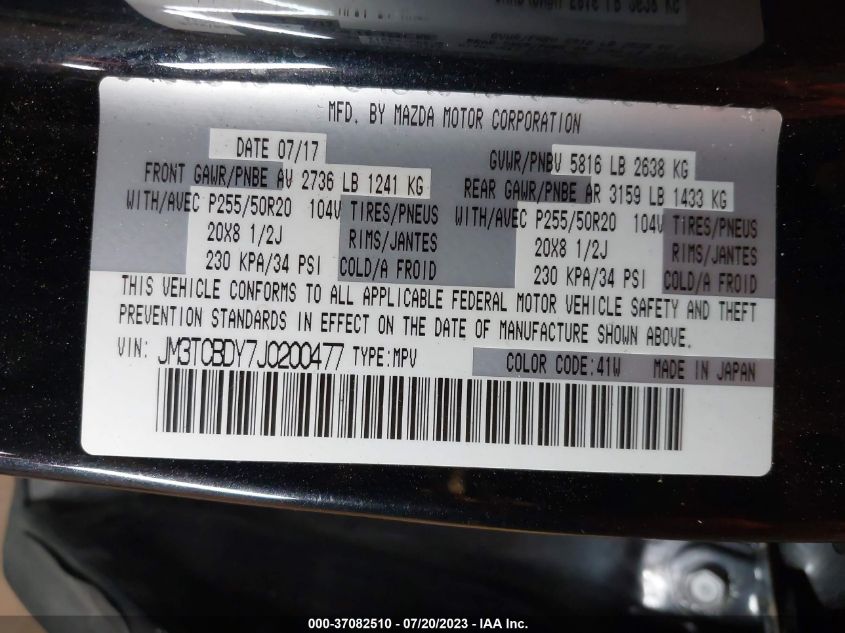 MFD. BY MAZDA MOTOR CORPORATION
DATE 07/17 GVWR/PNBV 5816 LB 2638 KG
FRONT GAWR/PNBE AV 2736 LB 1241 KG REAR GAWR/PNBE AR 3159 LB 1433 KG
WITH/AVEC P255/50R20 104V TIRES/PNEUS WITH/AVEC P255/50R20 104V TIRES/PNEUS
20X8 1/2J RIMS/JANTES 20X8 1/2J RIMS/JANTES
230 KPA/34 PSI COLD/A FROID 230 KPA/34 PSI COLD/A FROID
THIS VEHICLE CONFORMS TO ALL APPLICABLE FEDERAL MOTOR VEHICLE SAFETY AND THEFT
PREVENTION STANDARDS IN EFFECT ON THE DATE OF MANUFACTURE SHOWN ABOVE.
VIN: JM3TCBDY7J0200477 TYPE:MPV COLOR CODE:41W MADE IN JAPAN
000-37082510 - 07/20/2023 - IAA Inc.